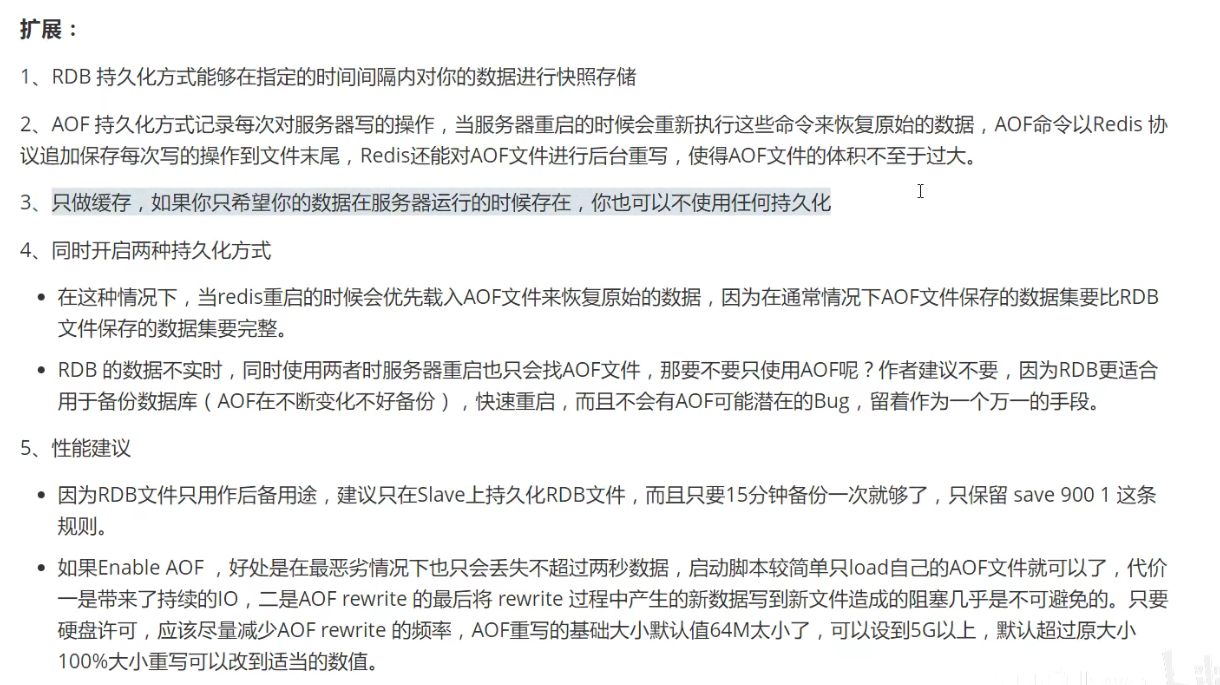 扩展：
1、RDB 持久化方式能够在指定的时间间隔内对你的数据进行快照存储
2、AOF 持久化方式记录每次对服务器写的操作，当服务器重启的时候会重新执行这些命令来恢复原始的数据，AOF命令以Redis 协
议追加保存每次写的操作到文件末尾，Redis还能对AOF文件进行后台重写，使得AOF文件的体积不至于过大。
3、只做缓存，如果你只希望你的数据在服务器运行的时候存在，你也可以不使用任何持久化
4、同时开启两种持久化方式
• 在这种情况下，当redis重启的时候会优先载入AOF文件来恢复原始的数据，因为在通常情况下AOF文件保存的数据集要比RDB
文件保存的数据集要完整。
• RDB 的数据不实时，同时使用两者时服务器重启也只会找AOF文件，那要不要只使用AOF呢？作者建议不要，因为RDB更适合
用于备份数据库（AOF在不断变化不好备份），快速重启，而且不会有AOF可能潜在的Bug，留着作为一个万一的手段。
5、性能建议
• 因为RDB文件只用作后备用途，建议只在Slave上持久化RDB文件，而且只要15分钟备份一次就够了，只保留 save 900 1 这条
规则。
• 如果Enable AOF ，好处是在最恶劣情况下也只会丢失不超过两秒数据，启动脚本较简单只load自己的AOF文件就可以了，代价
一是带来了持续的IO，二是AOF rewrite 的最后将 rewrite 过程中产生的新数据写到新文件造成的阻塞几乎是不可避免的。只要
硬盘许可，应该尽量减少AOF rewrite 的频率，AOF重写的基础大小默认值64M太小了，可以设到5G以上，默认超过原大小
100%大小重写可以改到适当的数值。